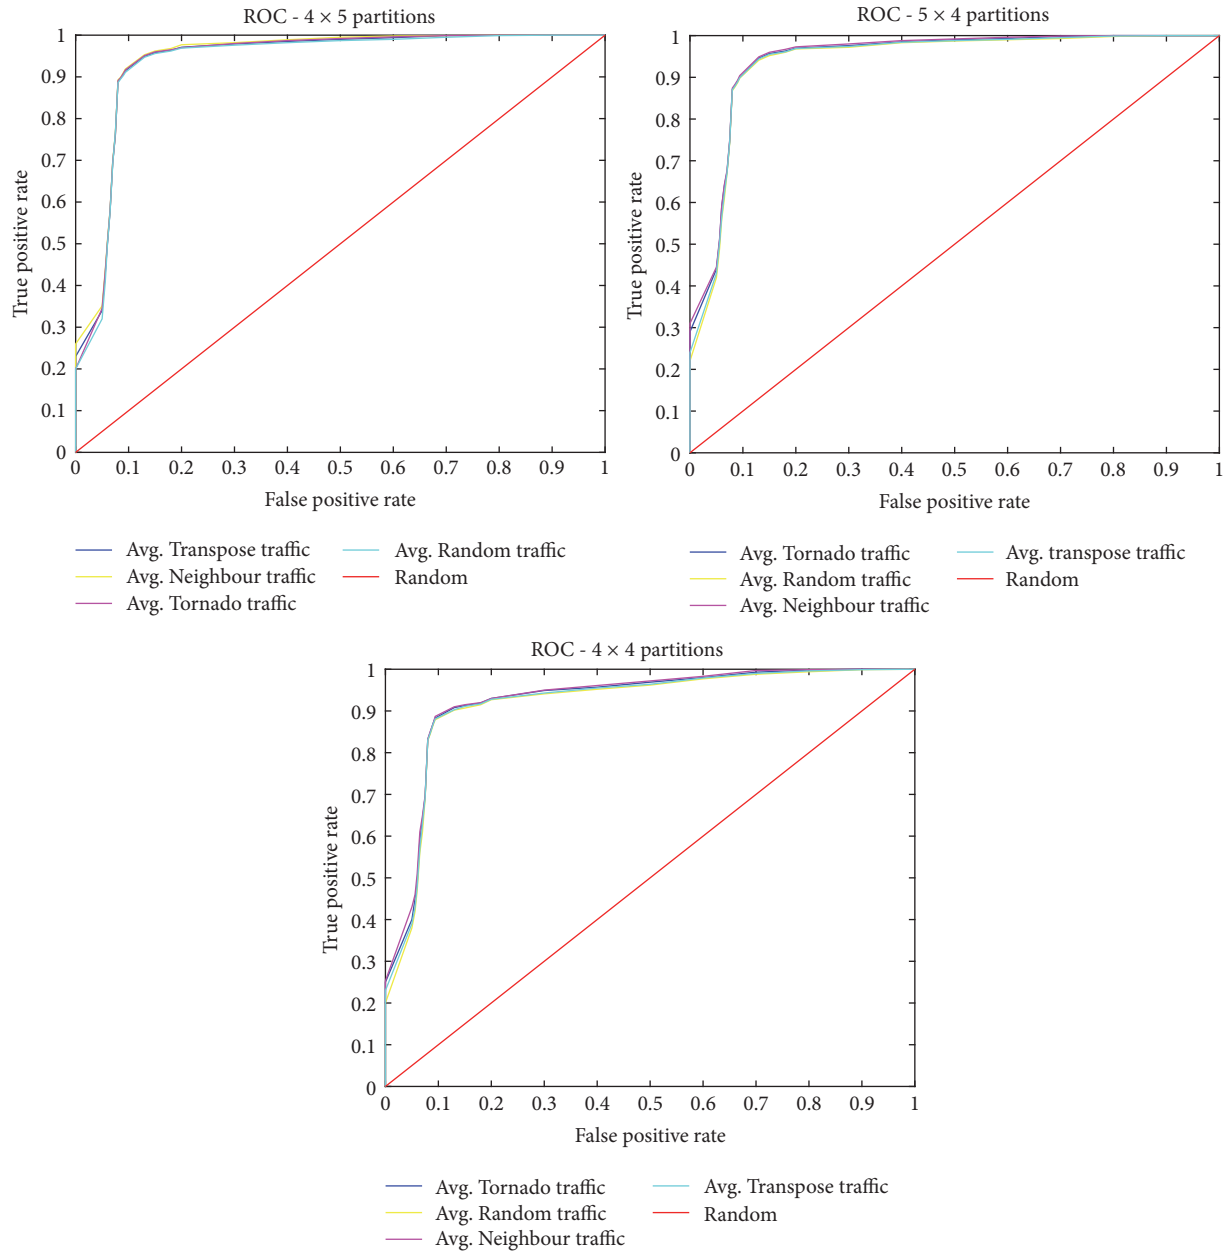 ROC - 4 × 5 partitions
True positive rate
1
0.9
0.8
0.7
0.6
0.5
0.4
0.3
0.2
0.1
0
0 0.1 0.2 0.3 0.4 0.5 0.6 0.7 0.8 0.9 1
False positive rate
Avg. Transpose traffic
Avg. Neighbour traffic
Avg. Tornado traffic
Avg. Random traffic
Random
ROC - 5 × 4 partitions
True positive rate
1
0.9
0.8
0.7
0.6
0.5
0.4
0.3
0.2
0.1
0
0 0.1 0.2 0.3 0.4 0.5 0.6 0.7 0.8 0.9 1
False positive rate
Avg. Tornado traffic
Avg. Random traffic
Avg. Neighbour traffic
Avg. transpose traffic
Random
ROC - 4 × 4 partitions
True positive rate
1
0.9
0.8
0.7
0.6
0.5
0.4
0.3
0.2
0.1
0
0 0.1 0.2 0.3 0.4 0.5 0.6 0.7 0.8 0.9 1
False positive rate
Avg. Tornado traffic
Avg. Random traffic
Avg. Neighbour traffic
Avg. Transpose traffic
Random